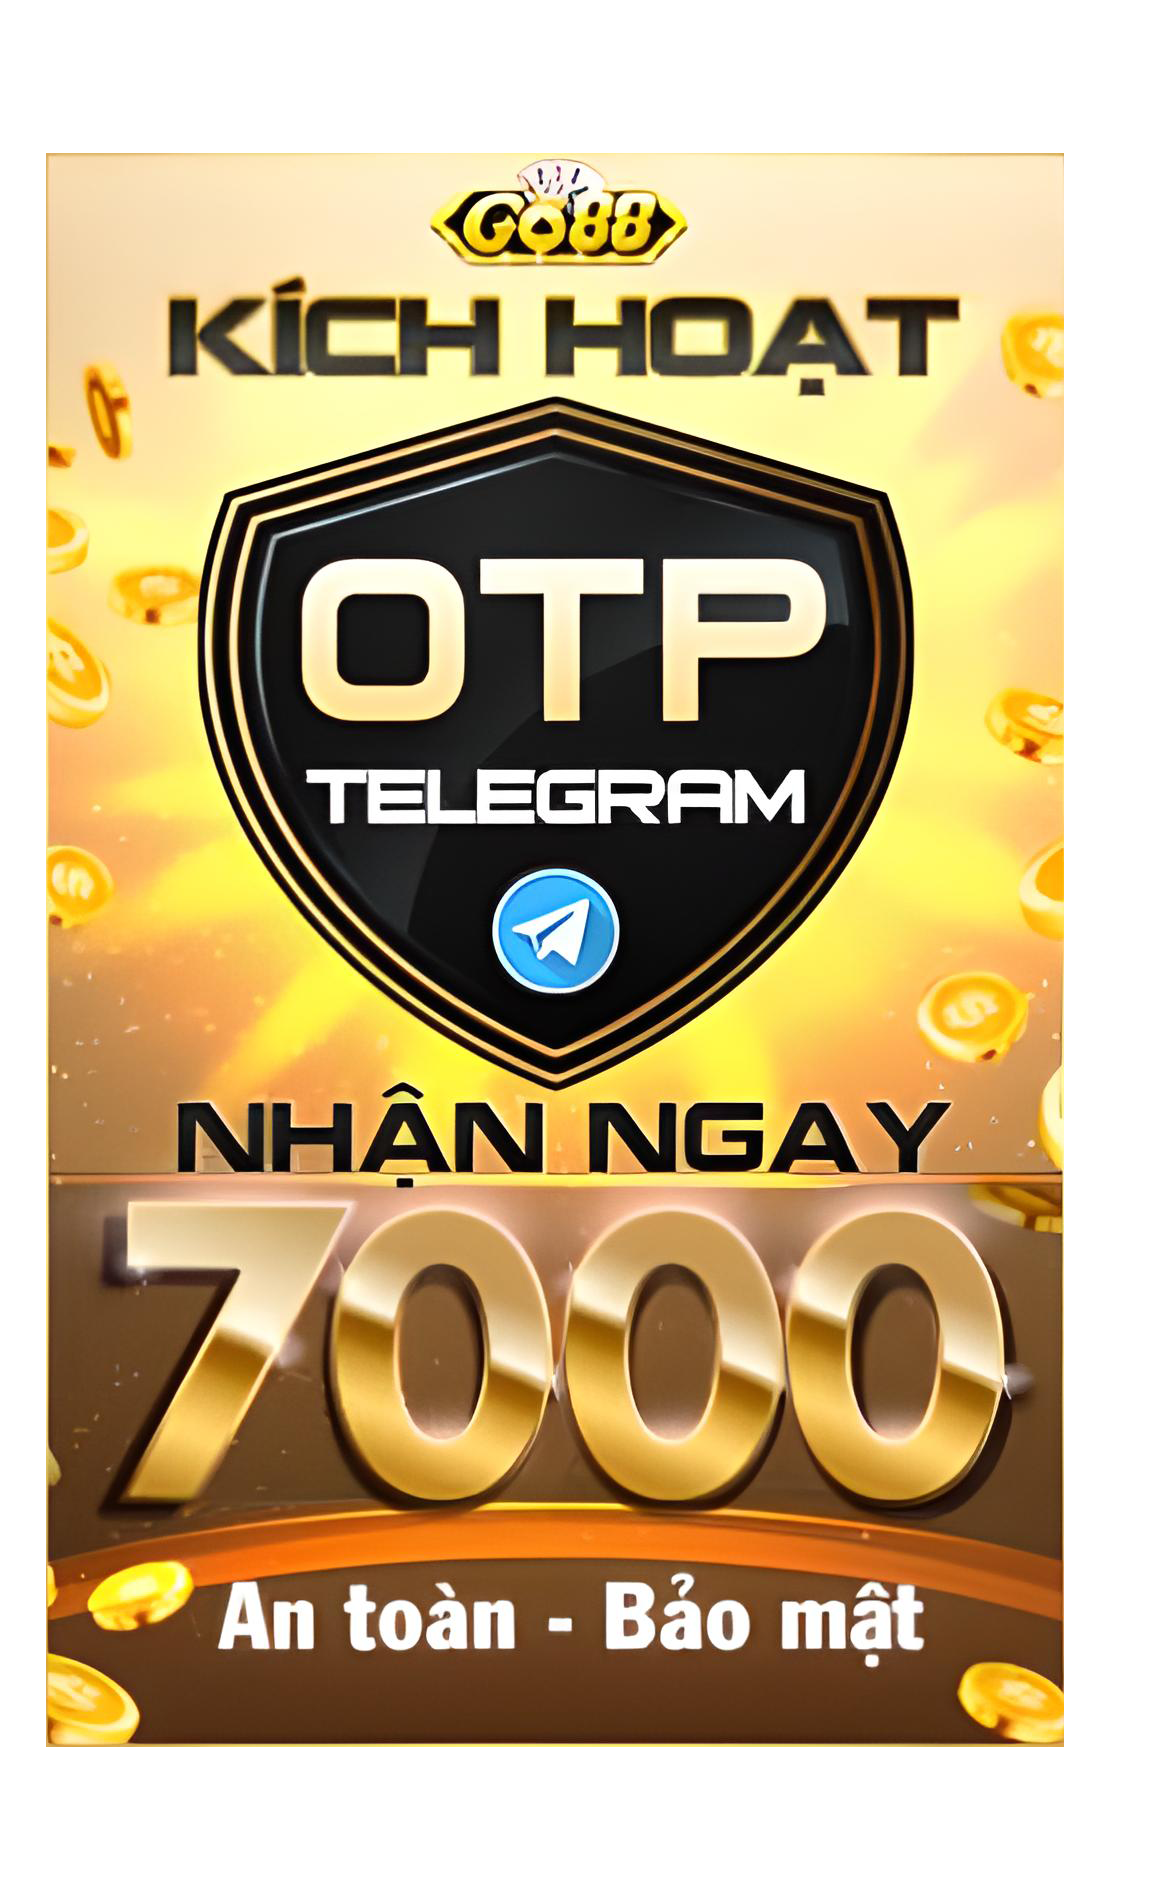 Go88
KÍCH HOẠT
OTP
TELEGRAM
NHẬN NGAY
7000
An toàn - Bảo mật